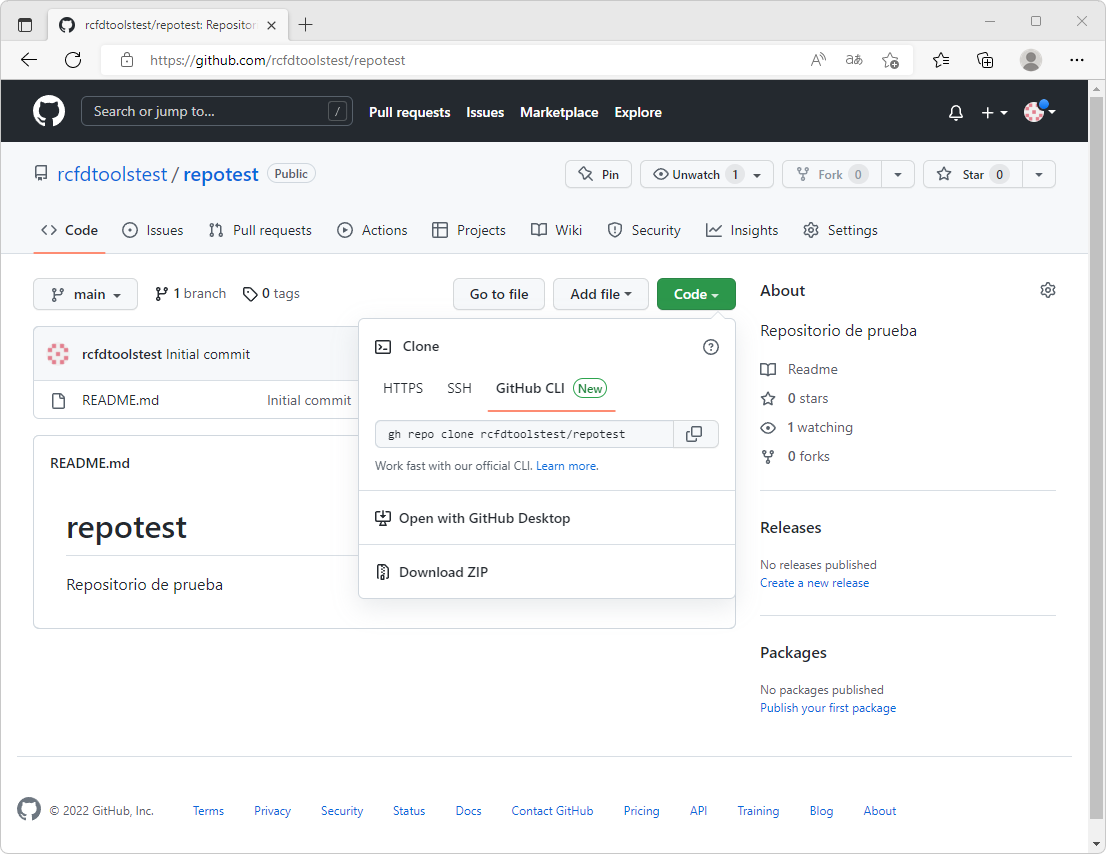 rcfdtoolstest/repotest: Repositor
https://github.com/rcfdtoolstest/repotest
Search or jump to... /
Pull requests Issues Marketplace Explore
rcfdtoolstest / repotest Public
Pin Unwatch 1 Fork 0 Star 0
Code Issues Pull requests Actions Projects Wiki Security Insights Settings
main 1 branch 0 tags Go to file Add file Code
rcfdtoolstest Initial commit
README.md Initial commit
README.md
repotest
Repositorio de prueba
Clone
HTTPS SSH GitHub CLI New
gh repo clone rcfdtoolstest/repotest
Work fast with our official CLI. Learn more.
Open with GitHub Desktop
Download ZIP
About
Repositorio de prueba
Readme
0 stars
1 watching
0 forks
Releases
No releases published
Create a new release
Packages
No packages published
Publish your first package
© 2022 GitHub, Inc. Terms Privacy Security Status Docs Contact GitHub Pricing API Training Blog About